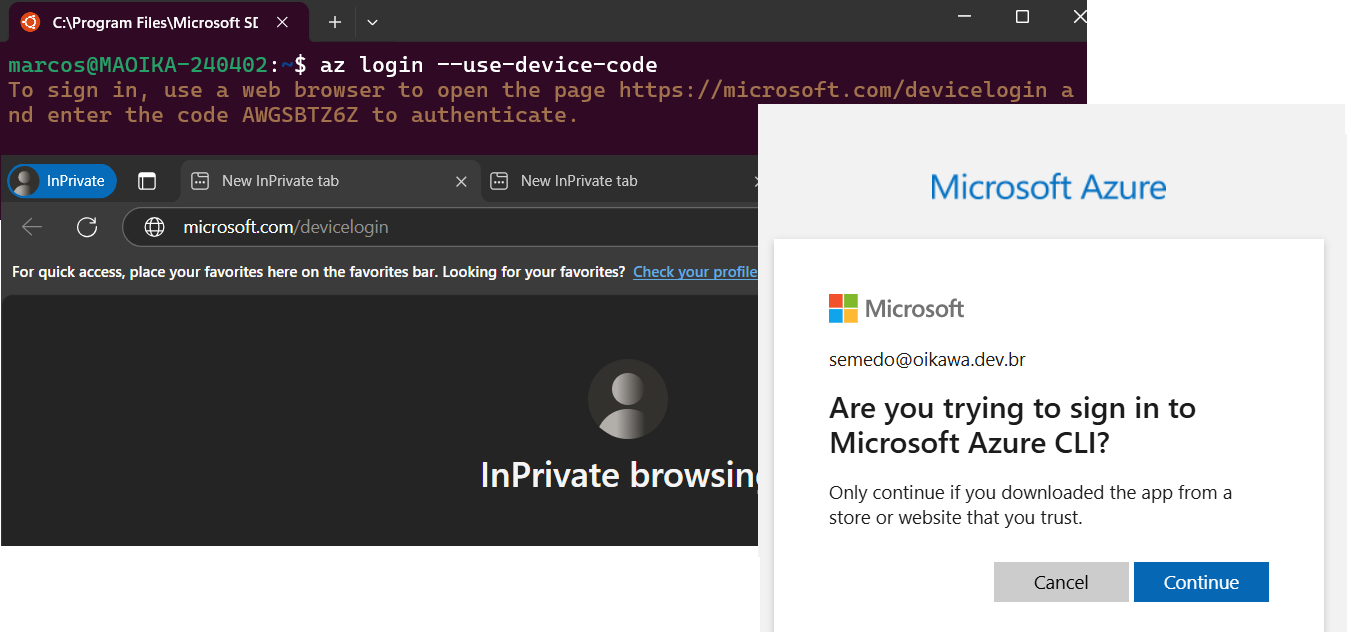 C:\Program Files\Microsoft SD
marcos@MAOIKA-240402:~$ az login --use-device-code
To sign in, use a web browser to open the page https://microsoft.com/devicelogin a
nd enter the code AWGSBTZ6Z to authenticate.
InPrivate
New InPrivate tab
New InPrivate tab
microsoft.com/devicelogin
For quick access, place your favorites here on the favorites bar. Looking for your favorites? Check your profile
InPrivate browsing
Microsoft Azure
Microsoft
semedo@oikawa.dev.br
Are you trying to sign in to
Microsoft Azure CLI?
Only continue if you downloaded the app from a
store or website that you trust.
Cancel
Continue